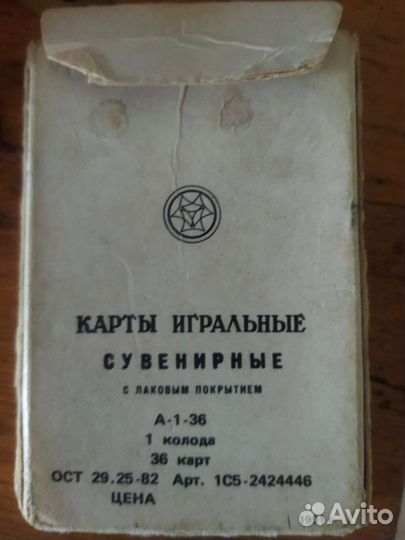 КАРТЫ ИГРАЛЬНЫЕ
СУВЕНИРНЫЕ
С ЛАКОВЫМ ПОКРЫТИЕМ
А-1-36
1 колода
36 карт
ОСТ 29.25-82 Арт. 1С5-2424446
ЦЕНА
Avito